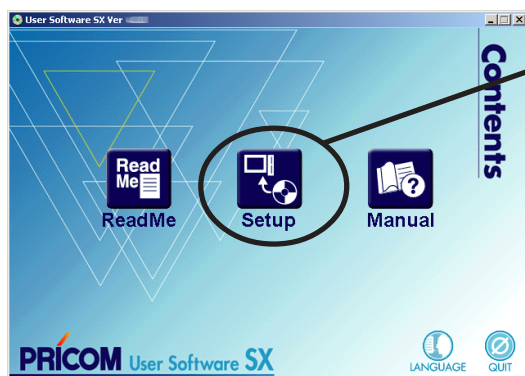 User Software SX Ver
Contents
Read
Me
ReadMe
Setup
Manual
PRICOM User Software SX
LANGUAGE
QUIT